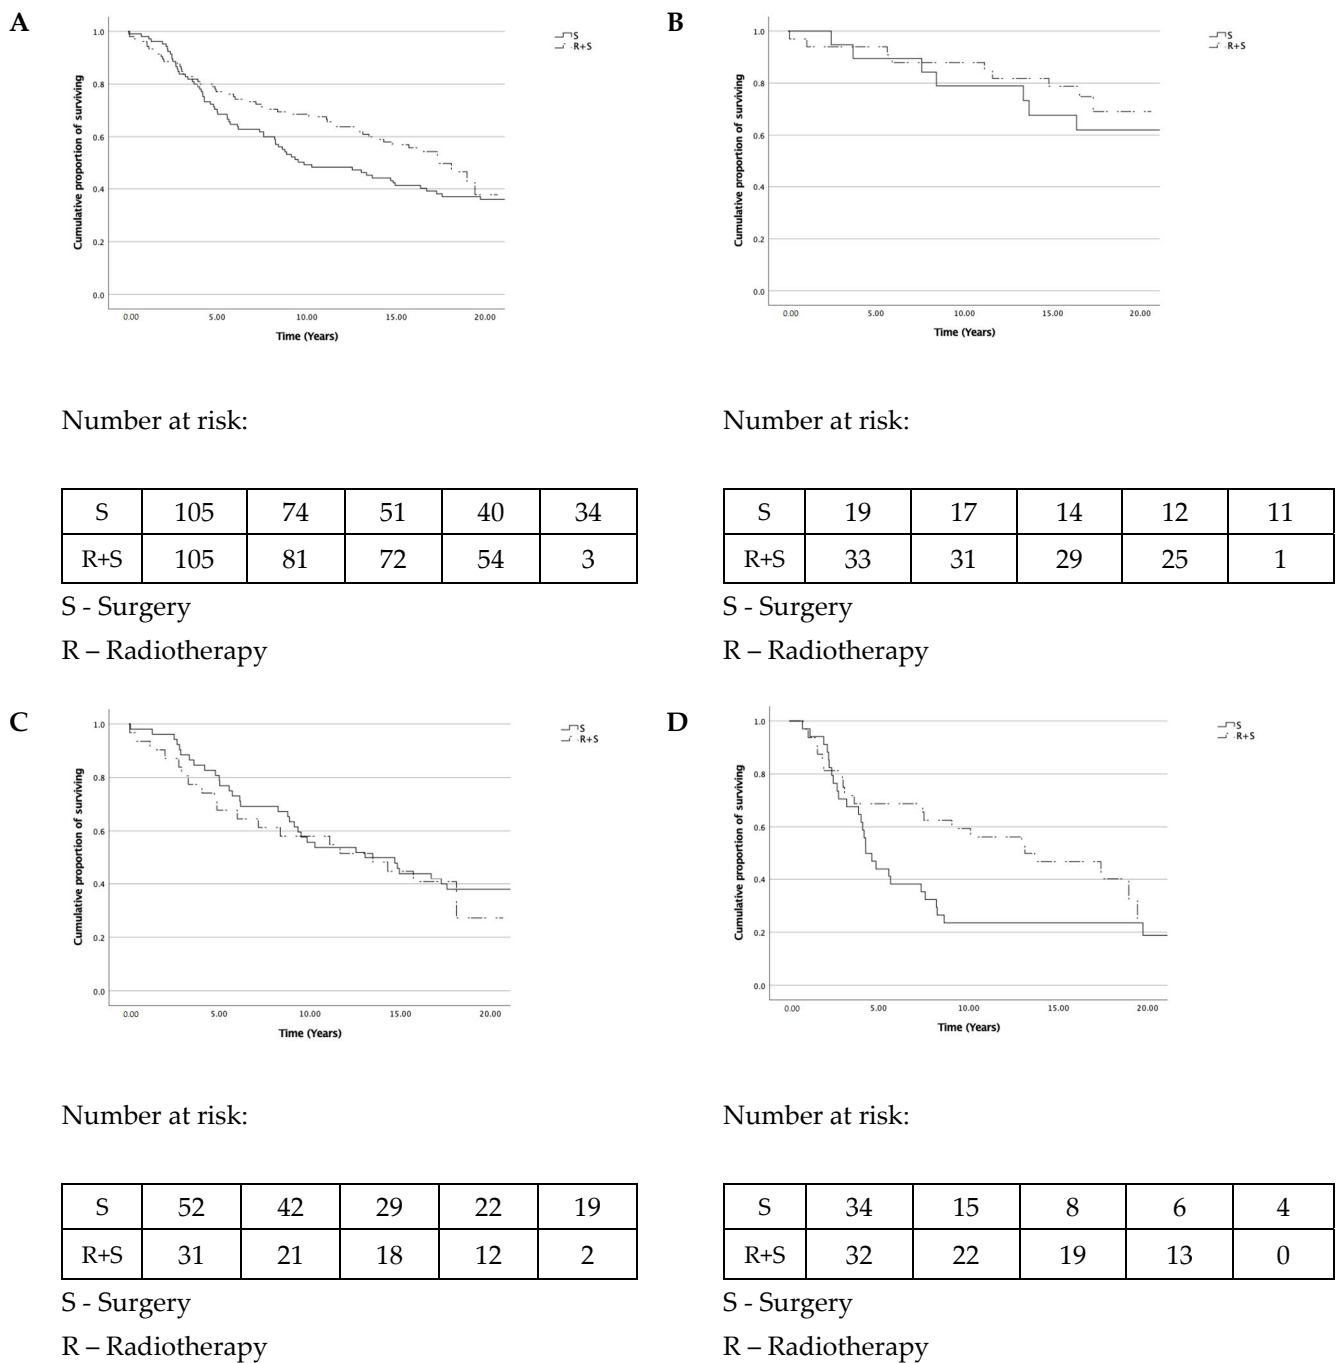 A
Cumulative proportion of surviving
1.0
0.8
0.6
0.4
0.2
0.0
0.00 5.00 10.00 15.00 20.00
Time (Years)
S
R+S
Number at risk:
S 105 74 51 40 34
R+S 105 81 72 54 3
S - Surgery
R – Radiotherapy
B
Cumulative proportion of surviving
1.0
0.8
0.6
0.4
0.2
0.0
0.00 5.00 10.00 15.00 20.00
Time (Years)
S
R+S
Number at risk:
S 19 17 14 12 11
R+S 33 31 29 25 1
S - Surgery
R – Radiotherapy
C
Cumulative proportion of surviving
1.0
0.8
0.6
0.4
0.2
0.0
0.00 5.00 10.00 15.00 20.00
Time (Years)
S
R+S
Number at risk:
S 52 42 29 22 19
R+S 31 21 18 12 2
S - Surgery
R – Radiotherapy
D
Cumulative proportion of surviving
1.0
0.8
0.6
0.4
0.2
0.0
0.00 5.00 10.00 15.00 20.00
Time (Years)
S
R+S
Number at risk:
S 34 15 8 6 4
R+S 32 22 19 13 0
S - Surgery
R – Radiotherapy